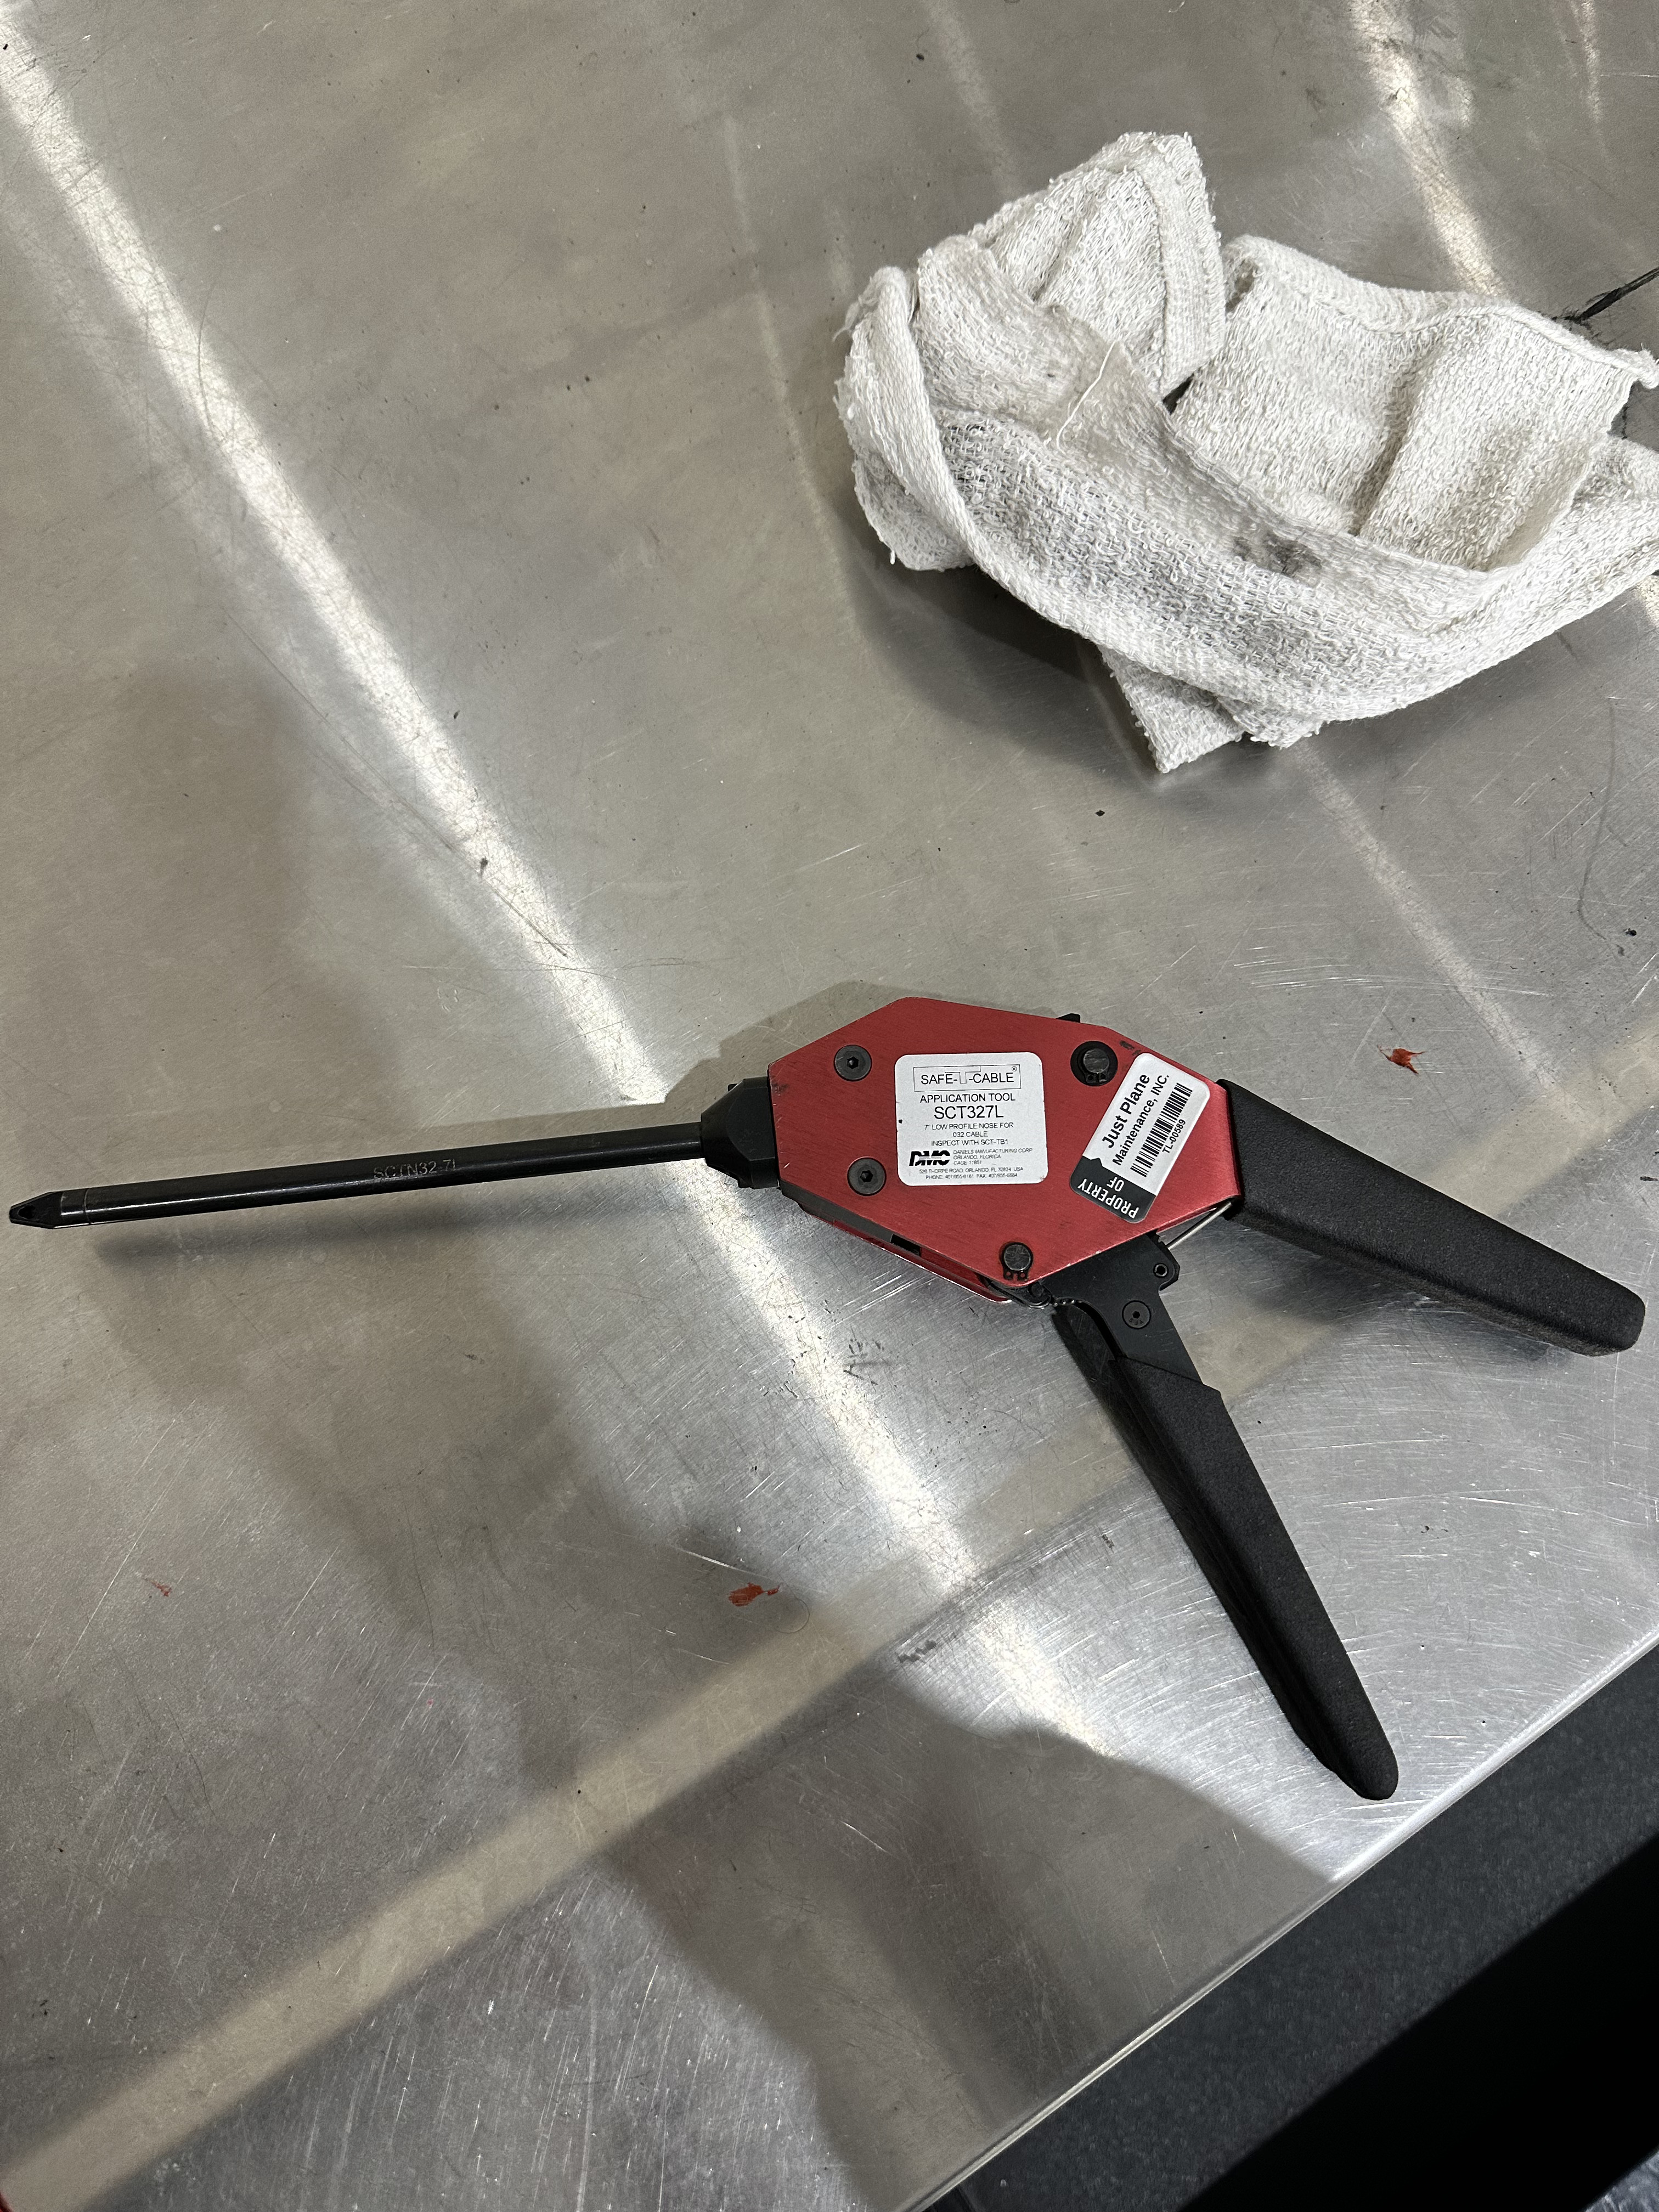 SCTN32-7L
SAFE-T-CABLE®
APPLICATION TOOL
SCT327L
7" LOW PROFILE NOSE FOR
.032 CABLE
INSPECT WITH SCT-TB1
DMC
DANIELS MANUFACTURING CORP
ORLANDO, FLORIDA
CAGE 11851
526 THORPE ROAD, ORLANDO, FL 32824 USA
PHONE: 407/855-6161 FAX: 407/855-6884
PROPERTY
OF
Just Plane
Maintenance, INC.
TL-00589